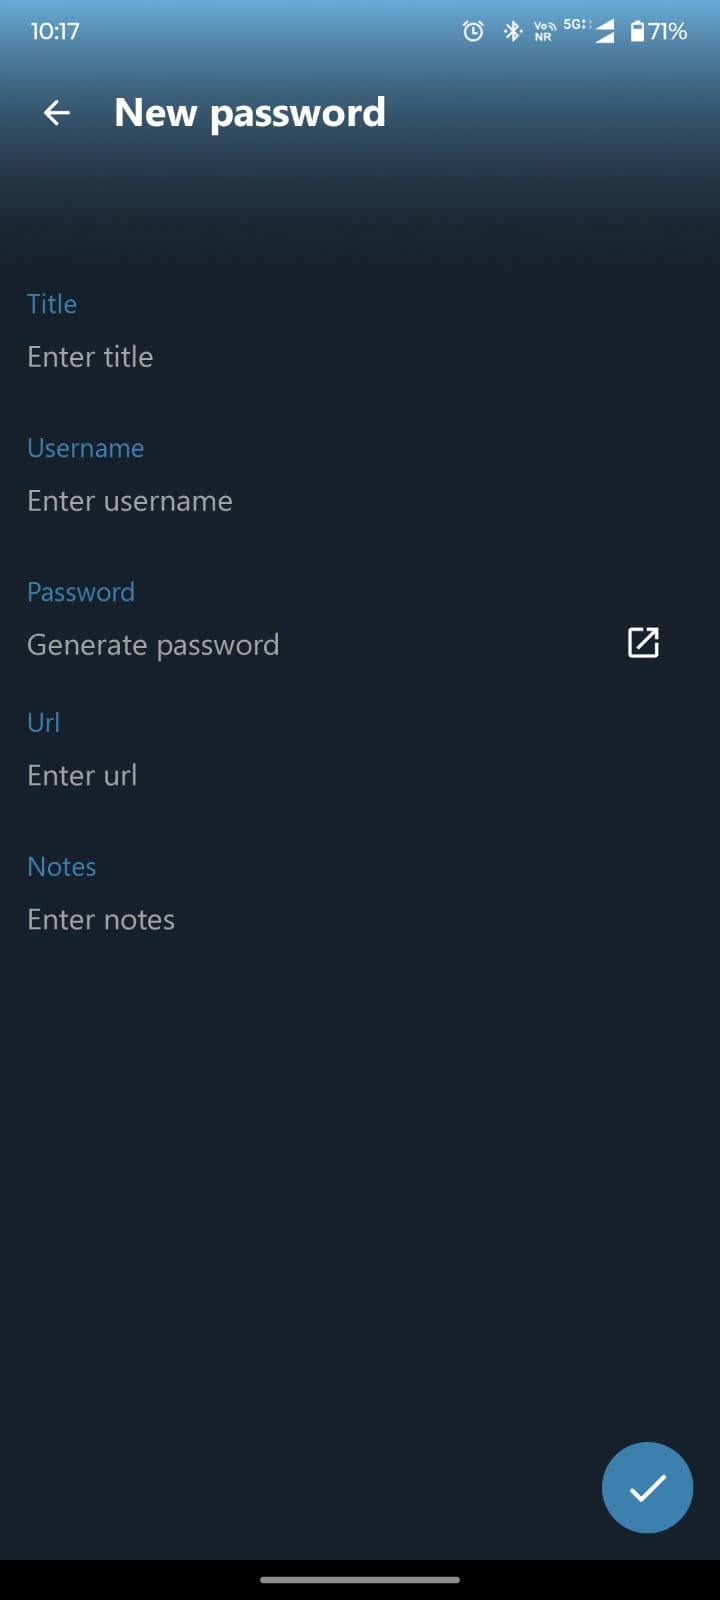 10:17
Vo NR 5G 71%
New password
Title
Enter title
Username
Enter username
Password
Generate password
Url
Enter url
Notes
Enter notes